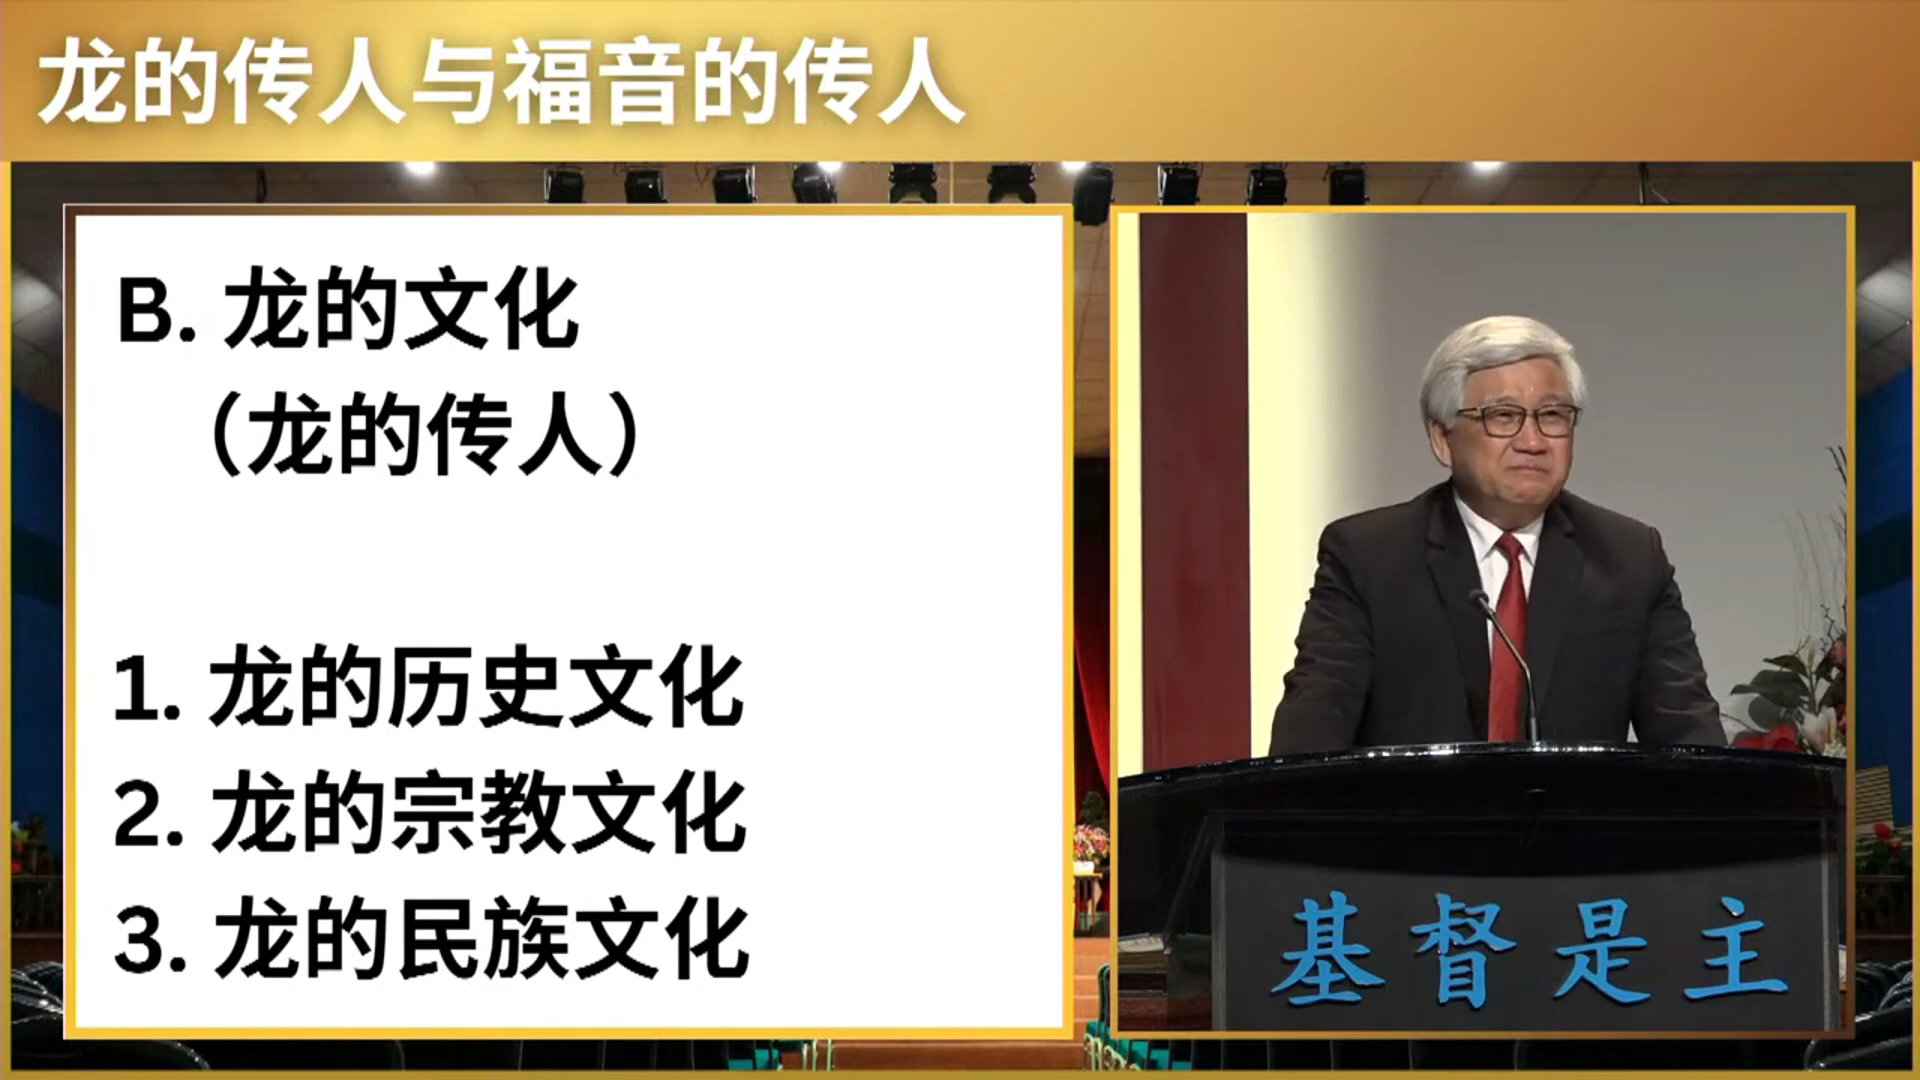 龙的传人与福音的传人
B. 龙的文化
（龙的传人）
1. 龙的历史文化
2. 龙的宗教文化
3. 龙的民族文化
基督是主